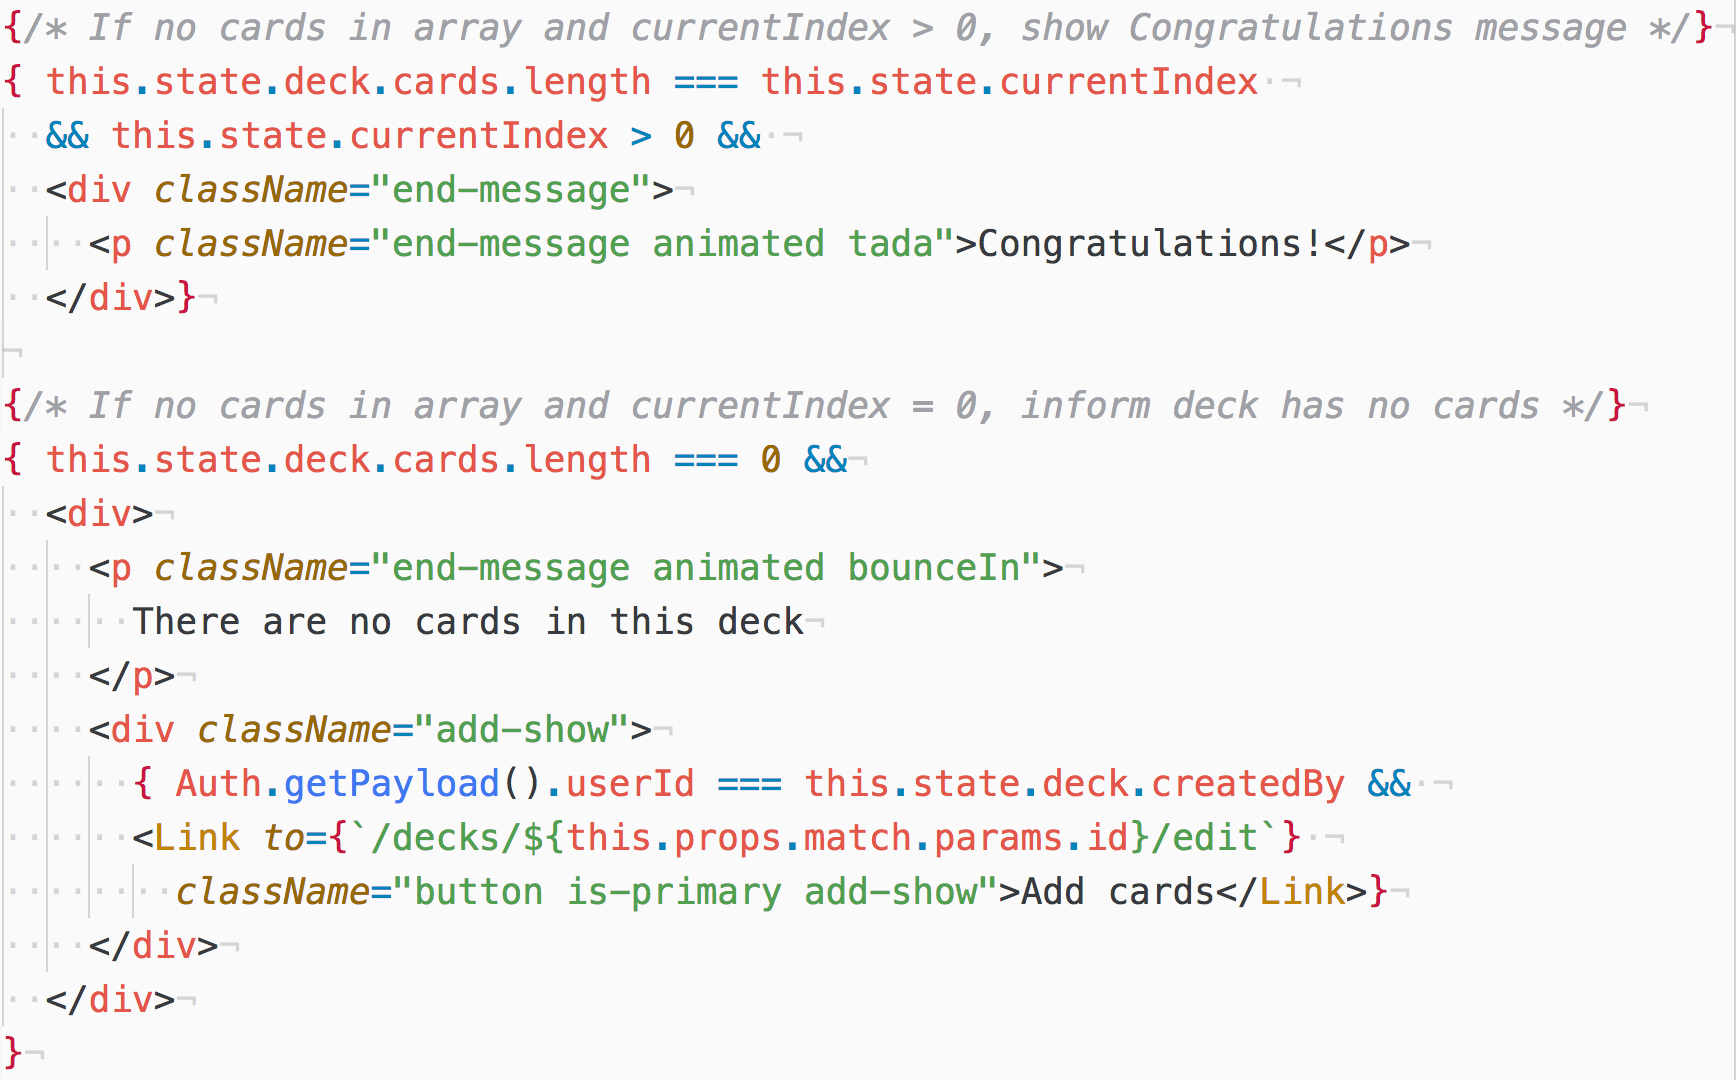 {/* If no cards in array and currentIndex > 0, show Congratulations message */}
{ this.state.deck.cards.length === this.state.currentIndex
  && this.state.currentIndex > 0 &&
  <div className="end-message">
    <p className="end-message animated tada">Congratulations!</p>
  </div>}

{/* If no cards in array and currentIndex = 0, inform deck has no cards */}
{ this.state.deck.cards.length === 0 &&
  <div>
    <p className="end-message animated bounceIn">
      There are no cards in this deck
    </p>
    <div className="add-show">
      { Auth.getPayload().userId === this.state.deck.createdBy &&
      <Link to={`/decks/${this.props.match.params.id}/edit`}
        className="button is-primary add-show">Add cards</Link>}
    </div>
  </div>
}